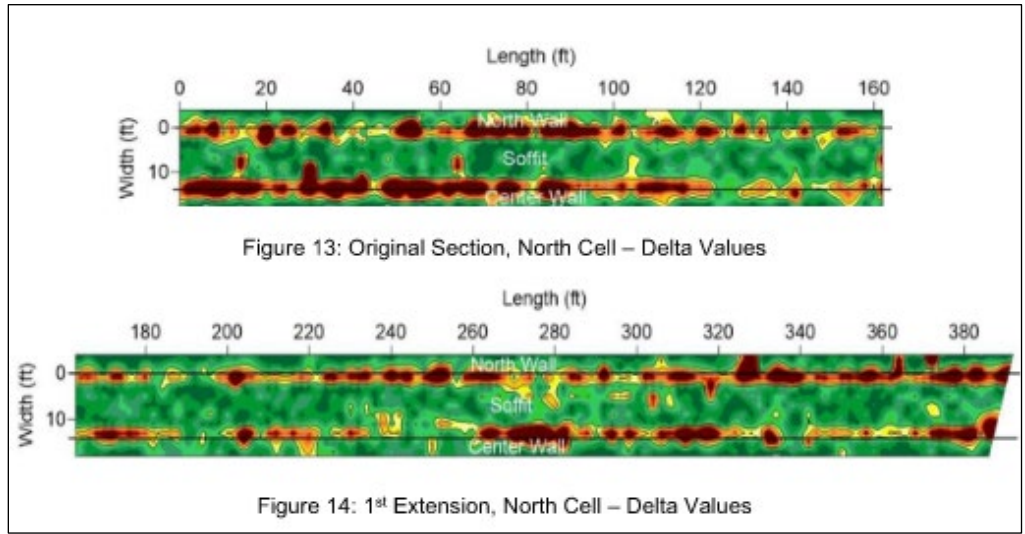 Length (ft)
0 20 40 60 80 100 120 140 160
Width (ft)
0
10
North Wall
Soffit
Center Wall
Figure 13: Original Section, North Cell – Delta Values
Length (ft)
180 200 220 240 260 280 300 320 340 360 380
Width (ft)
0
10
North Wall
Soffit
Center Wall
Figure 14: 1st Extension, North Cell – Delta Values